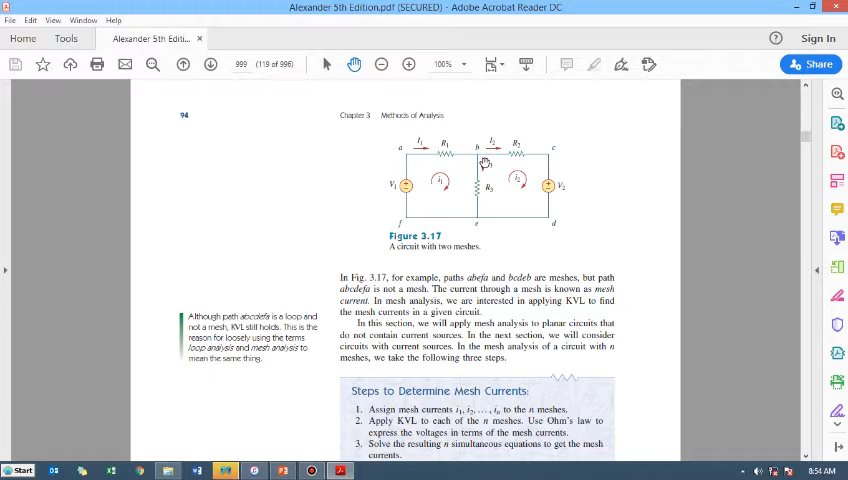 Alexander 5th Edition.pdf (SECURED) - Adobe Acrobat Reader DC
File Edit View Window Help
Home Tools Alexander 5th Editi... × Sign In
999 (119 of 996) 100% Share
94 Chapter 3 Methods of Analysis
a I1 R1 b I2 R2 c
V1 i1 R3 i2 V2
f e d
Figure 3.17
A circuit with two meshes.
In Fig. 3.17, for example, paths abefa and bcdeb are meshes, but path
abcdefa is not a mesh. The current through a mesh is known as mesh
current. In mesh analysis, we are interested in applying KVL to find
the mesh currents in a given circuit.
Although path abcdefa is a loop and
not a mesh, KVL still holds. This is the
reason for loosely using the terms
loop analysis and mesh analysis to
mean the same thing.
In this section, we will apply mesh analysis to planar circuits that
do not contain current sources. In the next section, we will consider
circuits with current sources. In the mesh analysis of a circuit with n
meshes, we take the following three steps.
Steps to Determine Mesh Currents:
1. Assign mesh currents i1, i2, ..., in to the n meshes.
2. Apply KVL to each of the n meshes. Use Ohm's law to
express the voltages in terms of the mesh currents.
3. Solve the resulting n simultaneous equations to get the mesh
currents.
Start 8:54 AM